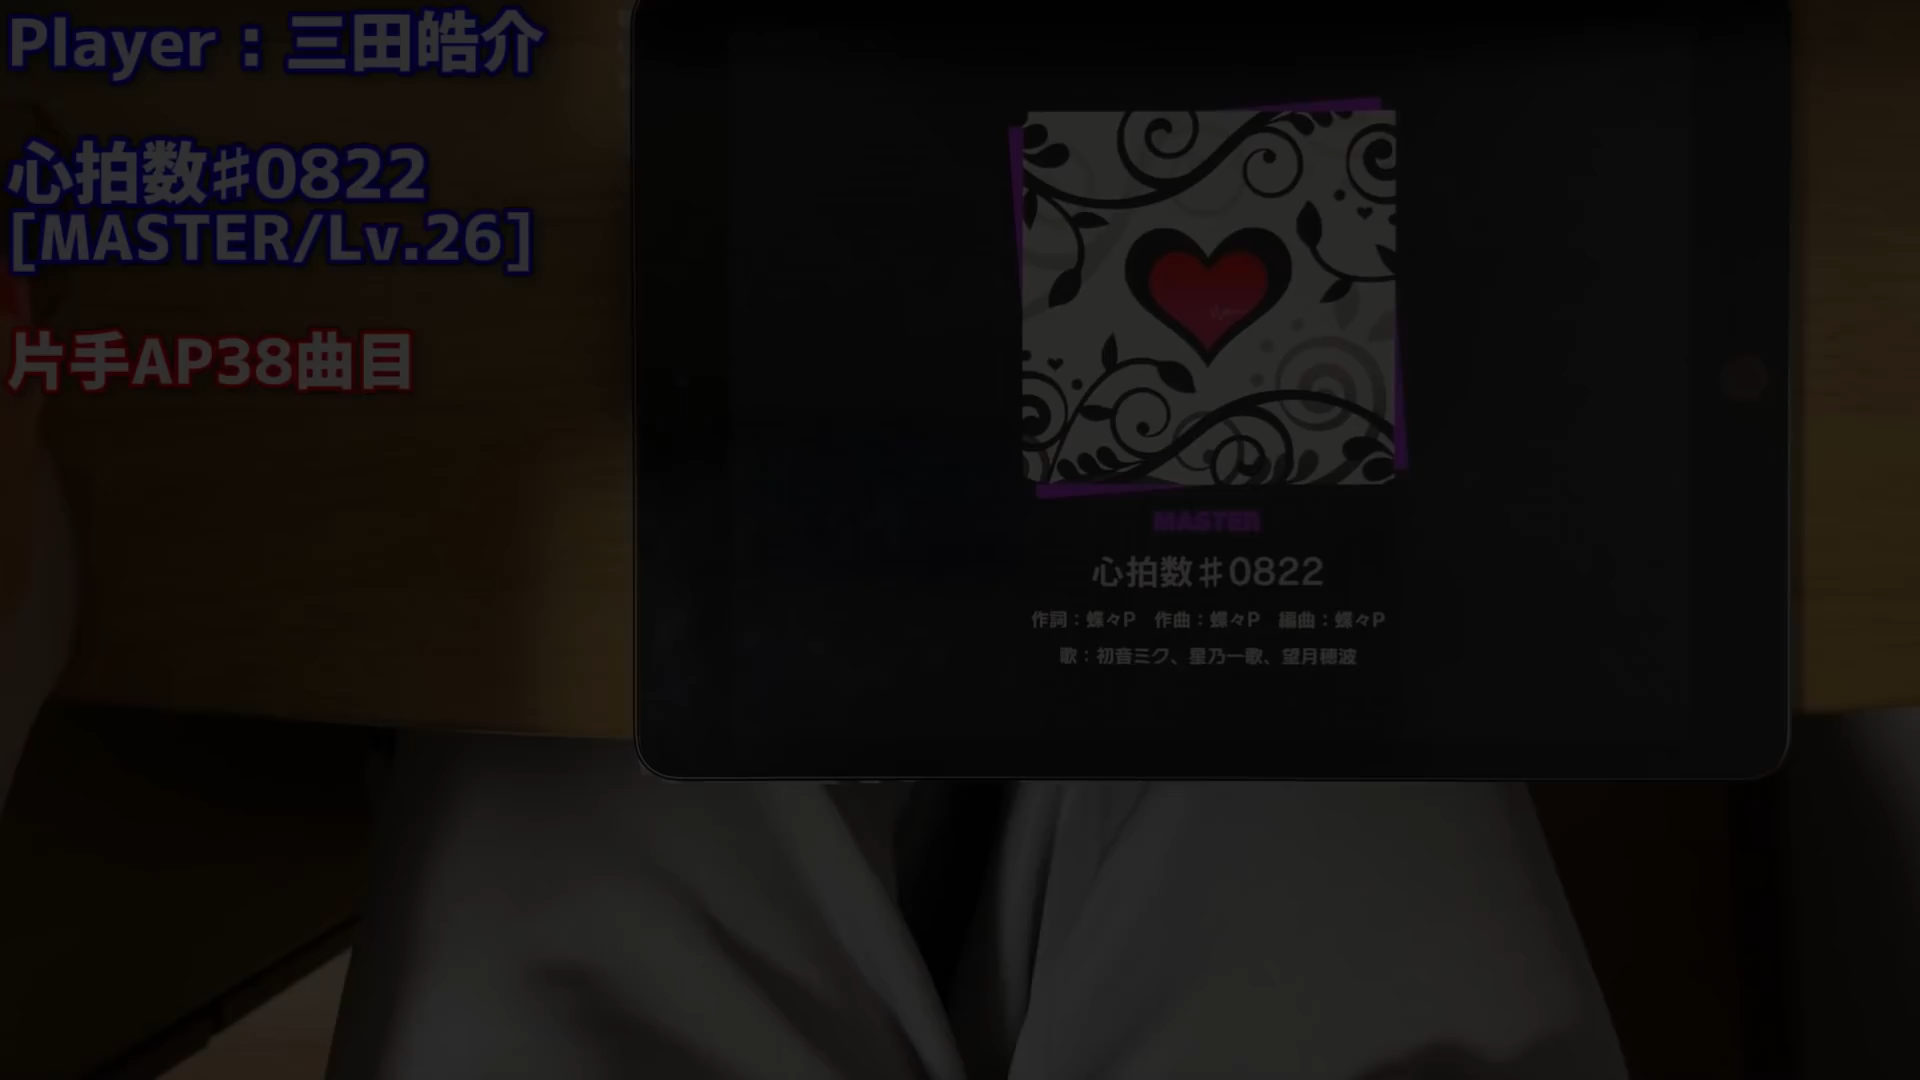 Player：三田皓介
心拍数♯0822
[MASTER/Lv.26]
片手AP38曲目
MASTER
心拍数♯0822
作詞：蝶々P　作曲：蝶々P　編曲：蝶々P
歌：初音ミク、星乃一歌、望月穂波